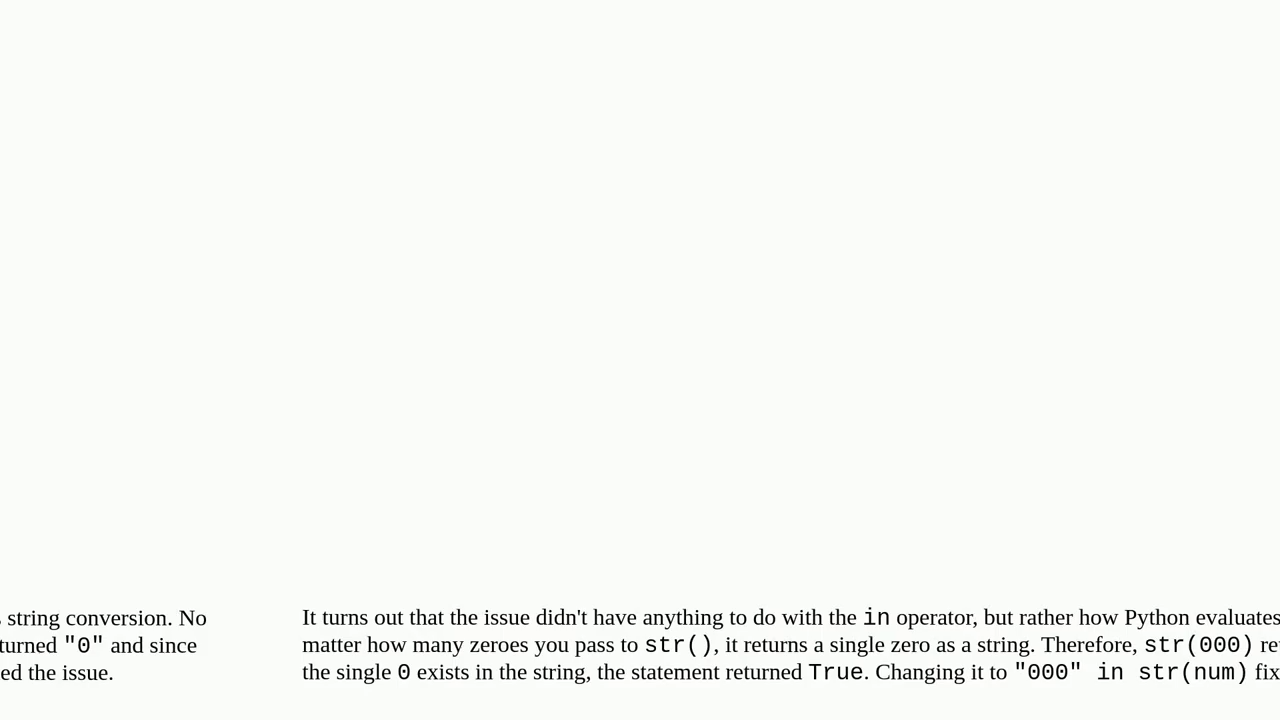 string conversion. No
"0" and since
the issue.
It turns out that the issue didn't have anything to do with the in operator, but rather how Python evaluates
matter how many zeroes you pass to str(), it returns a single zero as a string. Therefore, str(000)
the single 0 exists in the string, the statement returned True. Changing it to "000" in str(num)